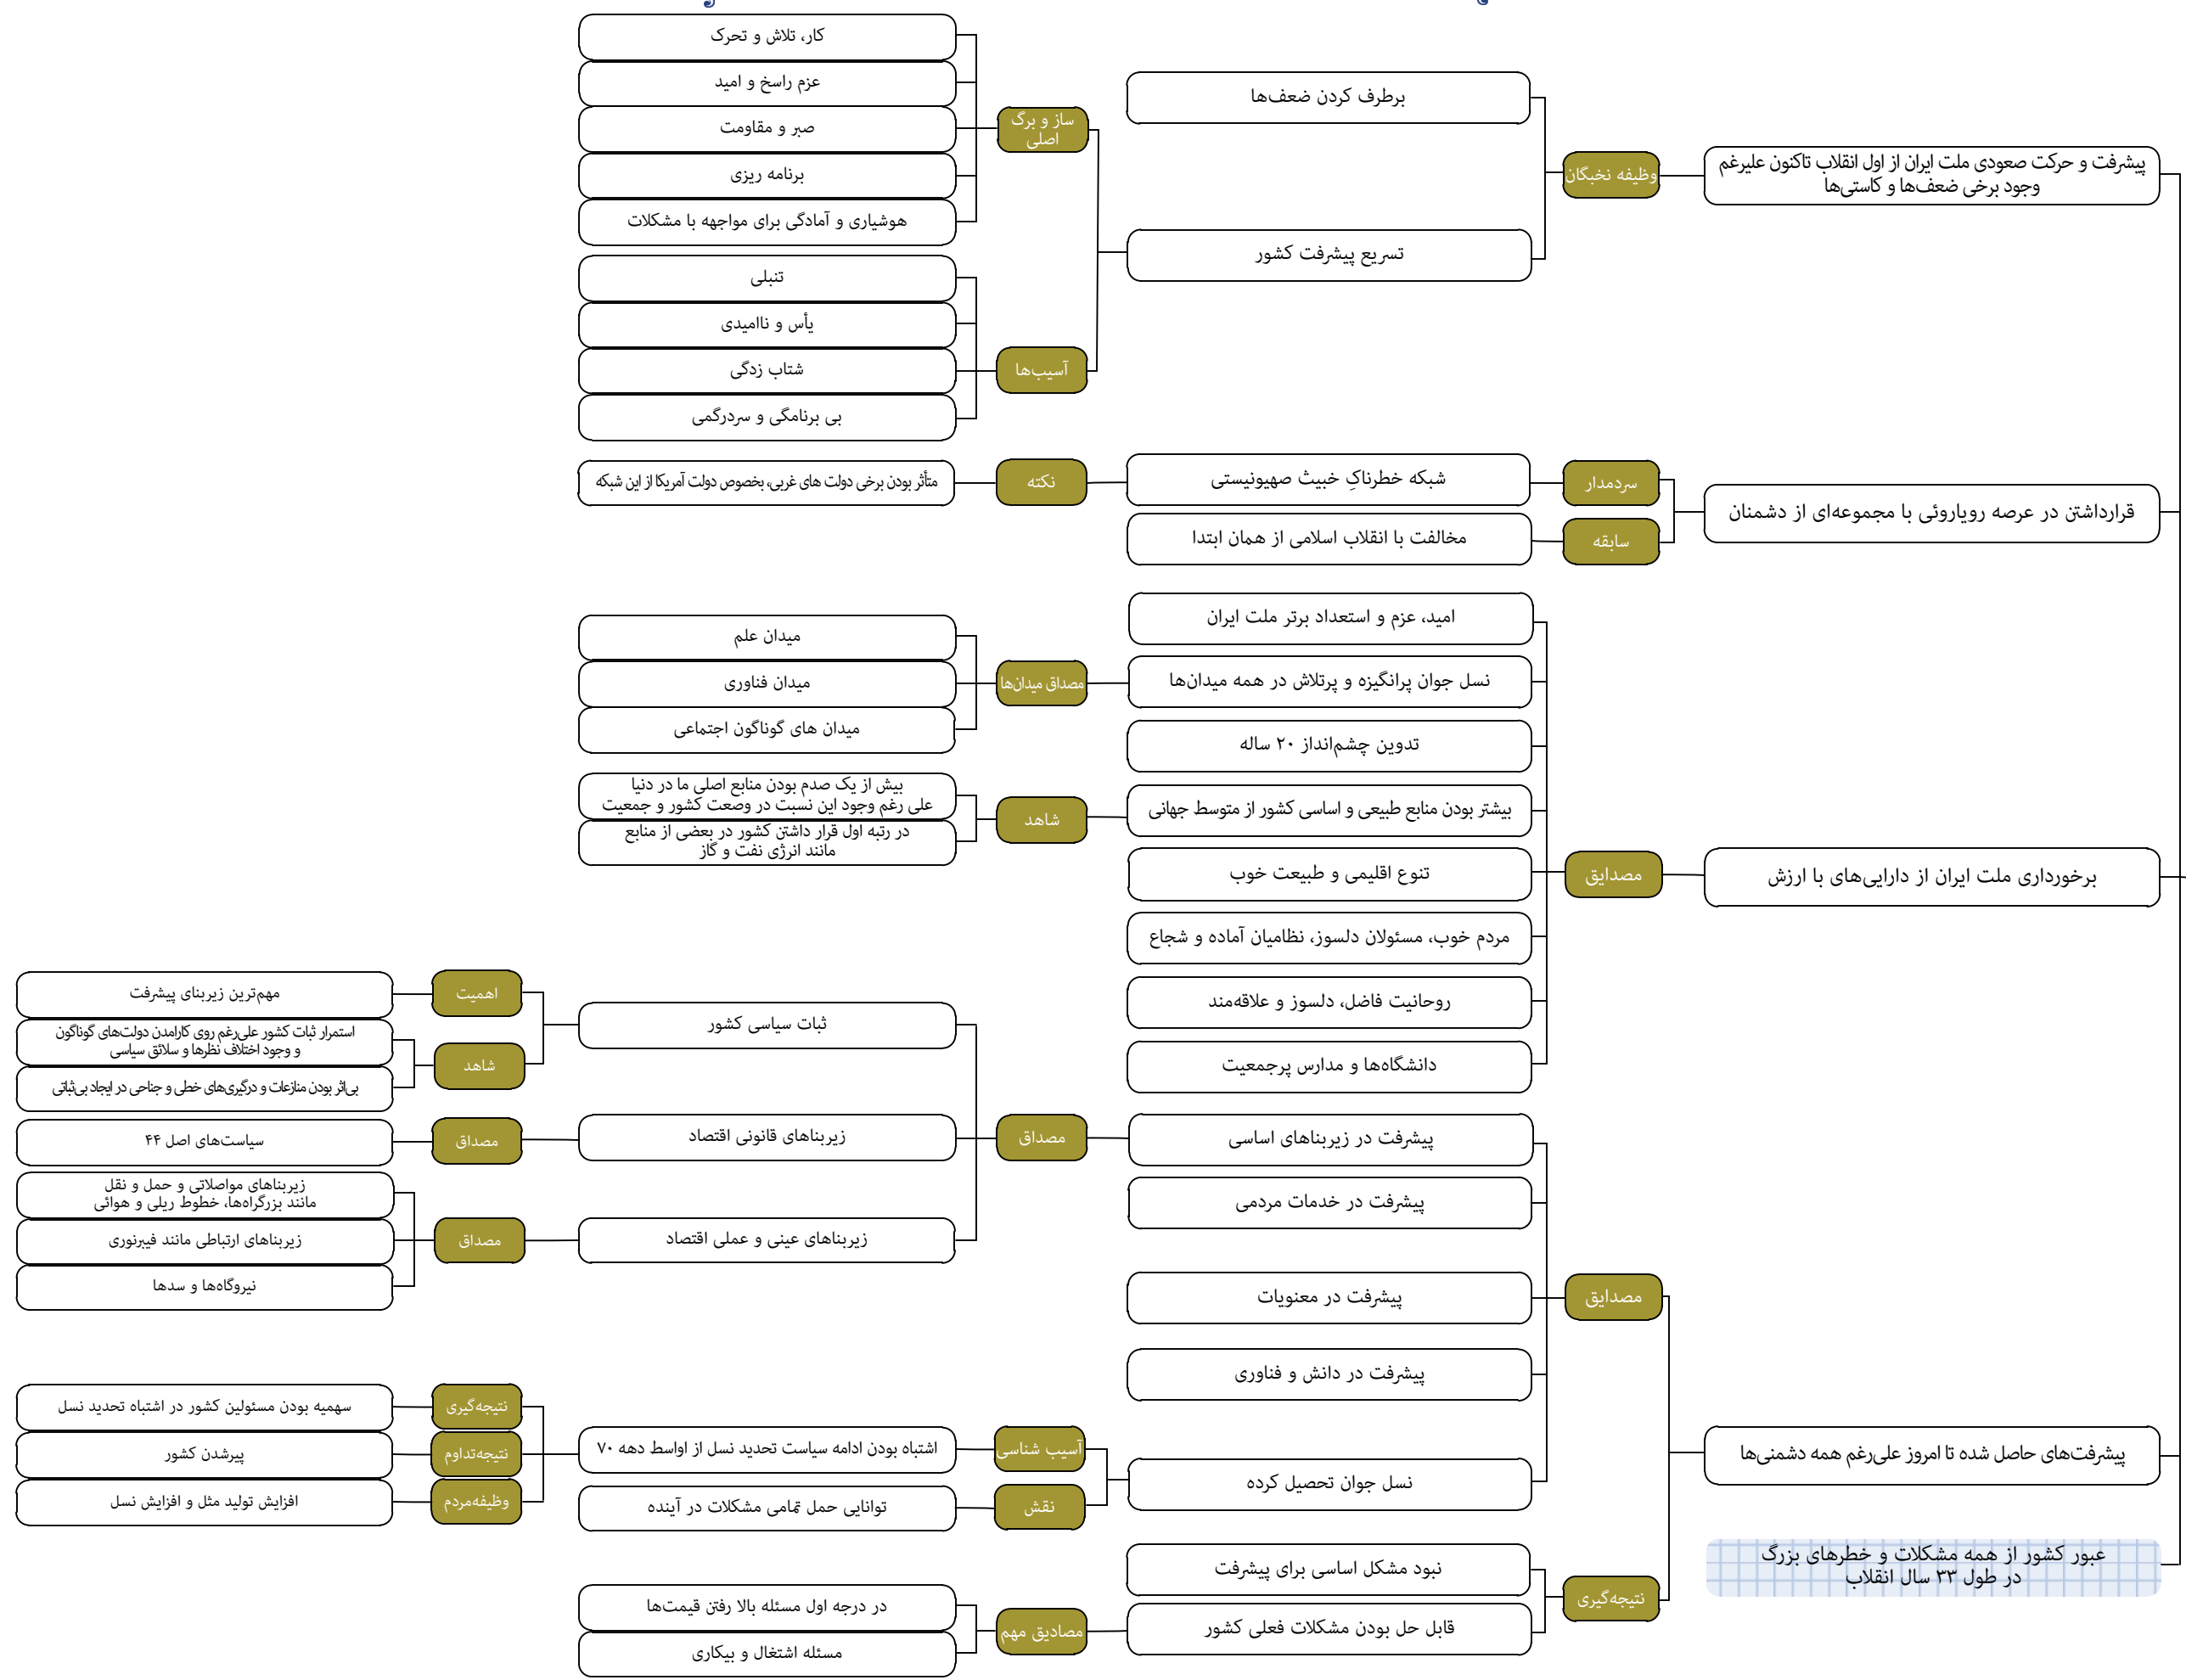 پیشرفت و حرکت صعودی ملت ایران از اول انقلاب تاکنون علیرغم
وجود برخی ضعف‌ها و کاستی‌ها
وظیفه نخبگان
برطرف کردن ضعف‌ها
تسریع پیشرفت کشور
ساز و برگ
اصلی
کار، تلاش و تحرک
عزم راسخ و امید
صبر و مقاومت
برنامه ریزی
هوشیاری و آمادگی برای مواجهه با مشکلات
آسیب‌ها
تنبلی
یأس و ناامیدی
شتاب زدگی
بی برنامگی و سردرگمی
قرارداشتن در عرصه رویاروئی با مجموعه‌ای از دشمنان
سردمدار
شبکه خطرناکِ خبیث صهیونیستی
نکته
متأثر بودن برخی دولت های غربی، بخصوص دولت آمریکا از این شبکه
سابقه
مخالفت با انقلاب اسلامی از همان ابتدا
برخورداری ملت ایران از دارایی‌های با ارزش
مصدایق
امید، عزم و استعداد برتر ملت ایران
نسل جوان پرانگیزه و پرتلاش در همه میدان‌ها
مصداق میدان‌ها
میدان علم
میدان فناوری
میدان های گوناگون اجتماعی
تدوین چشم‌انداز ۲۰ ساله
بیشتر بودن منابع طبیعی و اساسی کشور از متوسط جهانی
شاهد
بیش از یک صدم بودن منابع اصلی ما در دنیا
علی رغم وجود این نسبت در وصعت کشور و جمعیت
در رتبه اول قرار داشتن کشور در بعضی از منابع
مانند انرژی نفت و گاز
تنوع اقلیمی و طبیعت خوب
مردم خوب، مسئولان دلسوز، نظامیان آماده و شجاع
روحانیت فاضل، دلسوز و علاقه‌مند
دانشگاه‌ها و مدارس پرجمعیت
پیشرفت‌های حاصل شده تا امروز علی‌رغم همه دشمنی‌ها
مصدایق
پیشرفت در زیربناهای اساسی
مصداق
ثبات سیاسی کشور
اهمیت
مهم‌ترین زیربنای پیشرفت
شاهد
استمرار ثبات کشور علی‌رغم روی کارامدن دولت‌های گوناگون
و وجود اختلاف نظرها و سلائق سیاسی
بی‌اثر بودن منازعات و درگیری‌های خطی و جناحی در ایجاد بی‌ثباتی
زیربناهای قانونی اقتصاد
مصداق
سیاست‌های اصل ۴۴
زیربناهای عینی و عملی اقتصاد
مصداق
زیربناهای مواصلاتی و حمل و نقل
مانند بزرگراه‌ها، خطوط ریلی و هوائی
زیربناهای ارتباطی مانند فیبرنوری
نیروگاه‌ها و سدها
پیشرفت در خدمات مردمی
پیشرفت در معنویات
پیشرفت در دانش و فناوری
نسل جوان تحصیل کرده
آسیب شناسی
اشتباه بودن ادامه سیاست تحدید نسل از اواسط دهه ۷۰
نتیجه‌گیری
سهمیه بودن مسئولین کشور در اشتباه تحدید نسل
نتیجه‌تداوم
پیرشدن کشور
وظیفه‌مردم
افزایش تولید مثل و افزایش نسل
نقش
توانایی حمل تمامی مشکلات در آینده
نتیجه‌گیری
نبود مشکل اساسی برای پیشرفت
قابل حل بودن مشکلات فعلی کشور
مصادیق مهم
در درجه اول مسئله بالا رفتن قیمت‌ها
مسئله اشتغال و بیکاری
عبور کشور از همه مشکلات و خطرهای بزرگ
در طول ۳۳ سال انقلاب